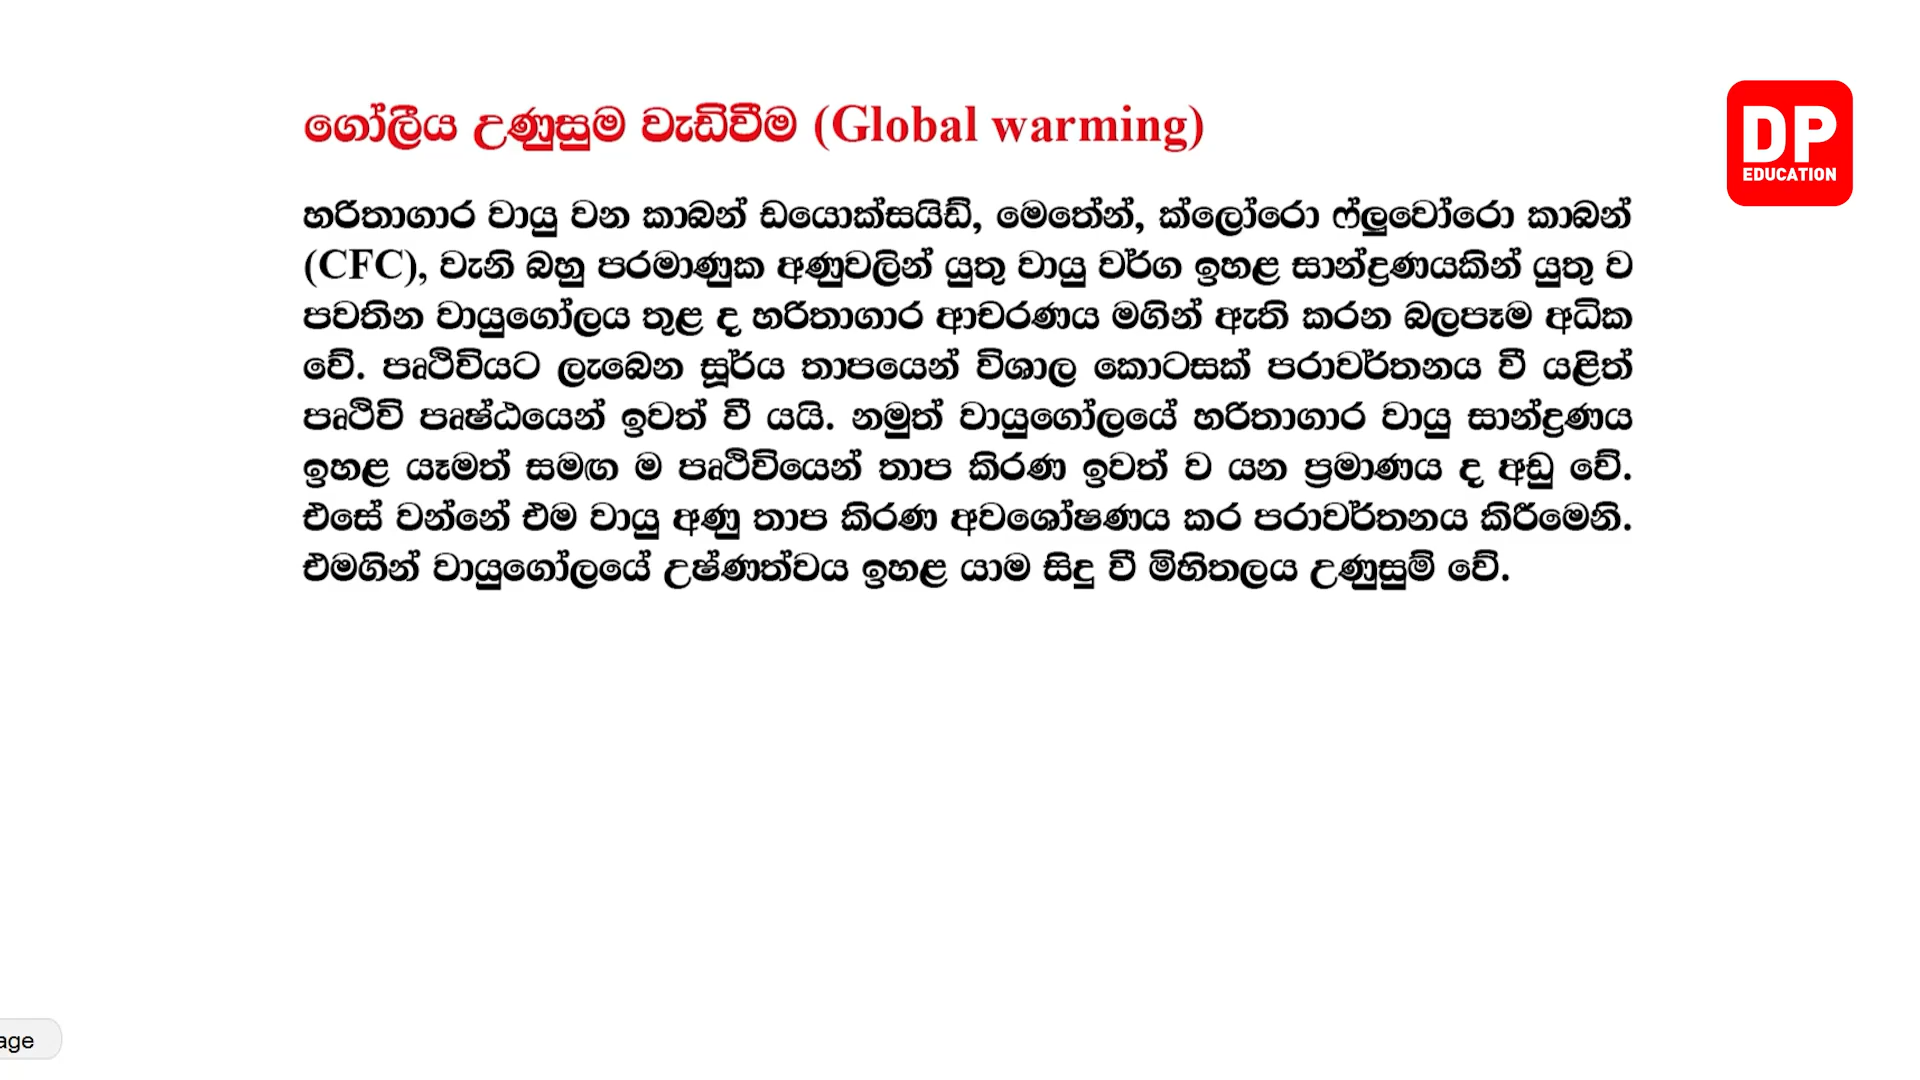 ගෝලීය උණුසුම වැඩිවීම (Global warming)
DP
EDUCATION
හරිතාගාර වායු වන කාබන් ඩයොක්සයිඩ්, මෙතේන්, ක්ලෝරො ෆ්ලුවෝරො කාබන්
(CFC), වැනි බහු පරමාණුක අණුවලින් යුතු වායු වර්ග ඉහළ සාන්ද්‍රණයකින් යුතු ව
පවතින වායුගෝලය තුළ ද හරිතාගාර ආචරණය මගින් ඇති කරන බලපෑම අධික
වේ. පෘථිවියට ලැබෙන සූර්ය තාපයෙන් විශාල කොටසක් පරාවර්තනය වී යළිත්
පෘථිවි පෘෂ්ඨයෙන් ඉවත් වී යයි. නමුත් වායුගෝලයේ හරිතාගාර වායු සාන්ද්‍රණය
ඉහළ යෑමත් සමඟ ම පෘථිවියෙන් තාප කිරණ ඉවත් ව යන ප්‍රමාණය ද අඩු වේ.
එසේ වන්නේ එම වායු අණු තාප කිරණ අවශෝෂණය කර පරාවර්තනය කිරීමෙනි.
එමගින් වායුගෝලයේ උෂ්ණත්වය ඉහළ යාම සිදු වී මිහිතලය උණුසුම් වේ.
age